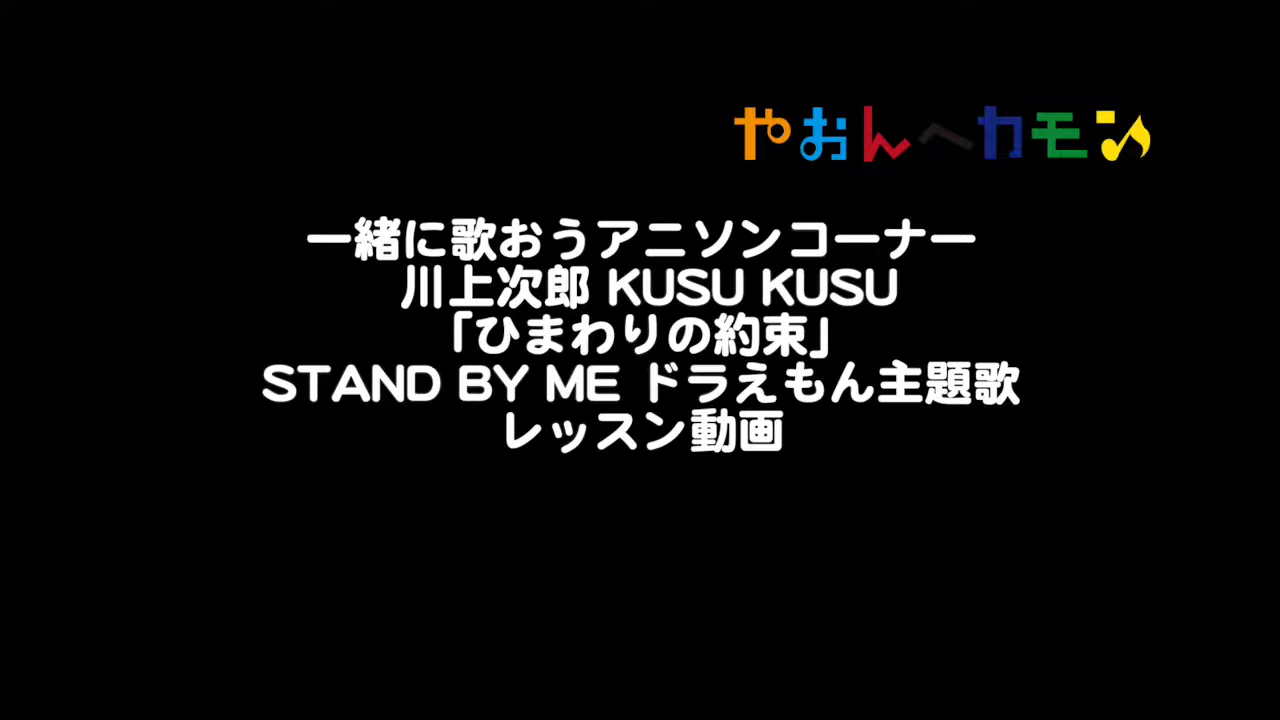 やおんへカモン
一緒に歌おうアニソンコーナー
川上次郎 KUSU KUSU
「ひまわりの約束」
STAND BY ME ドラえもん主題歌
レッスン動画